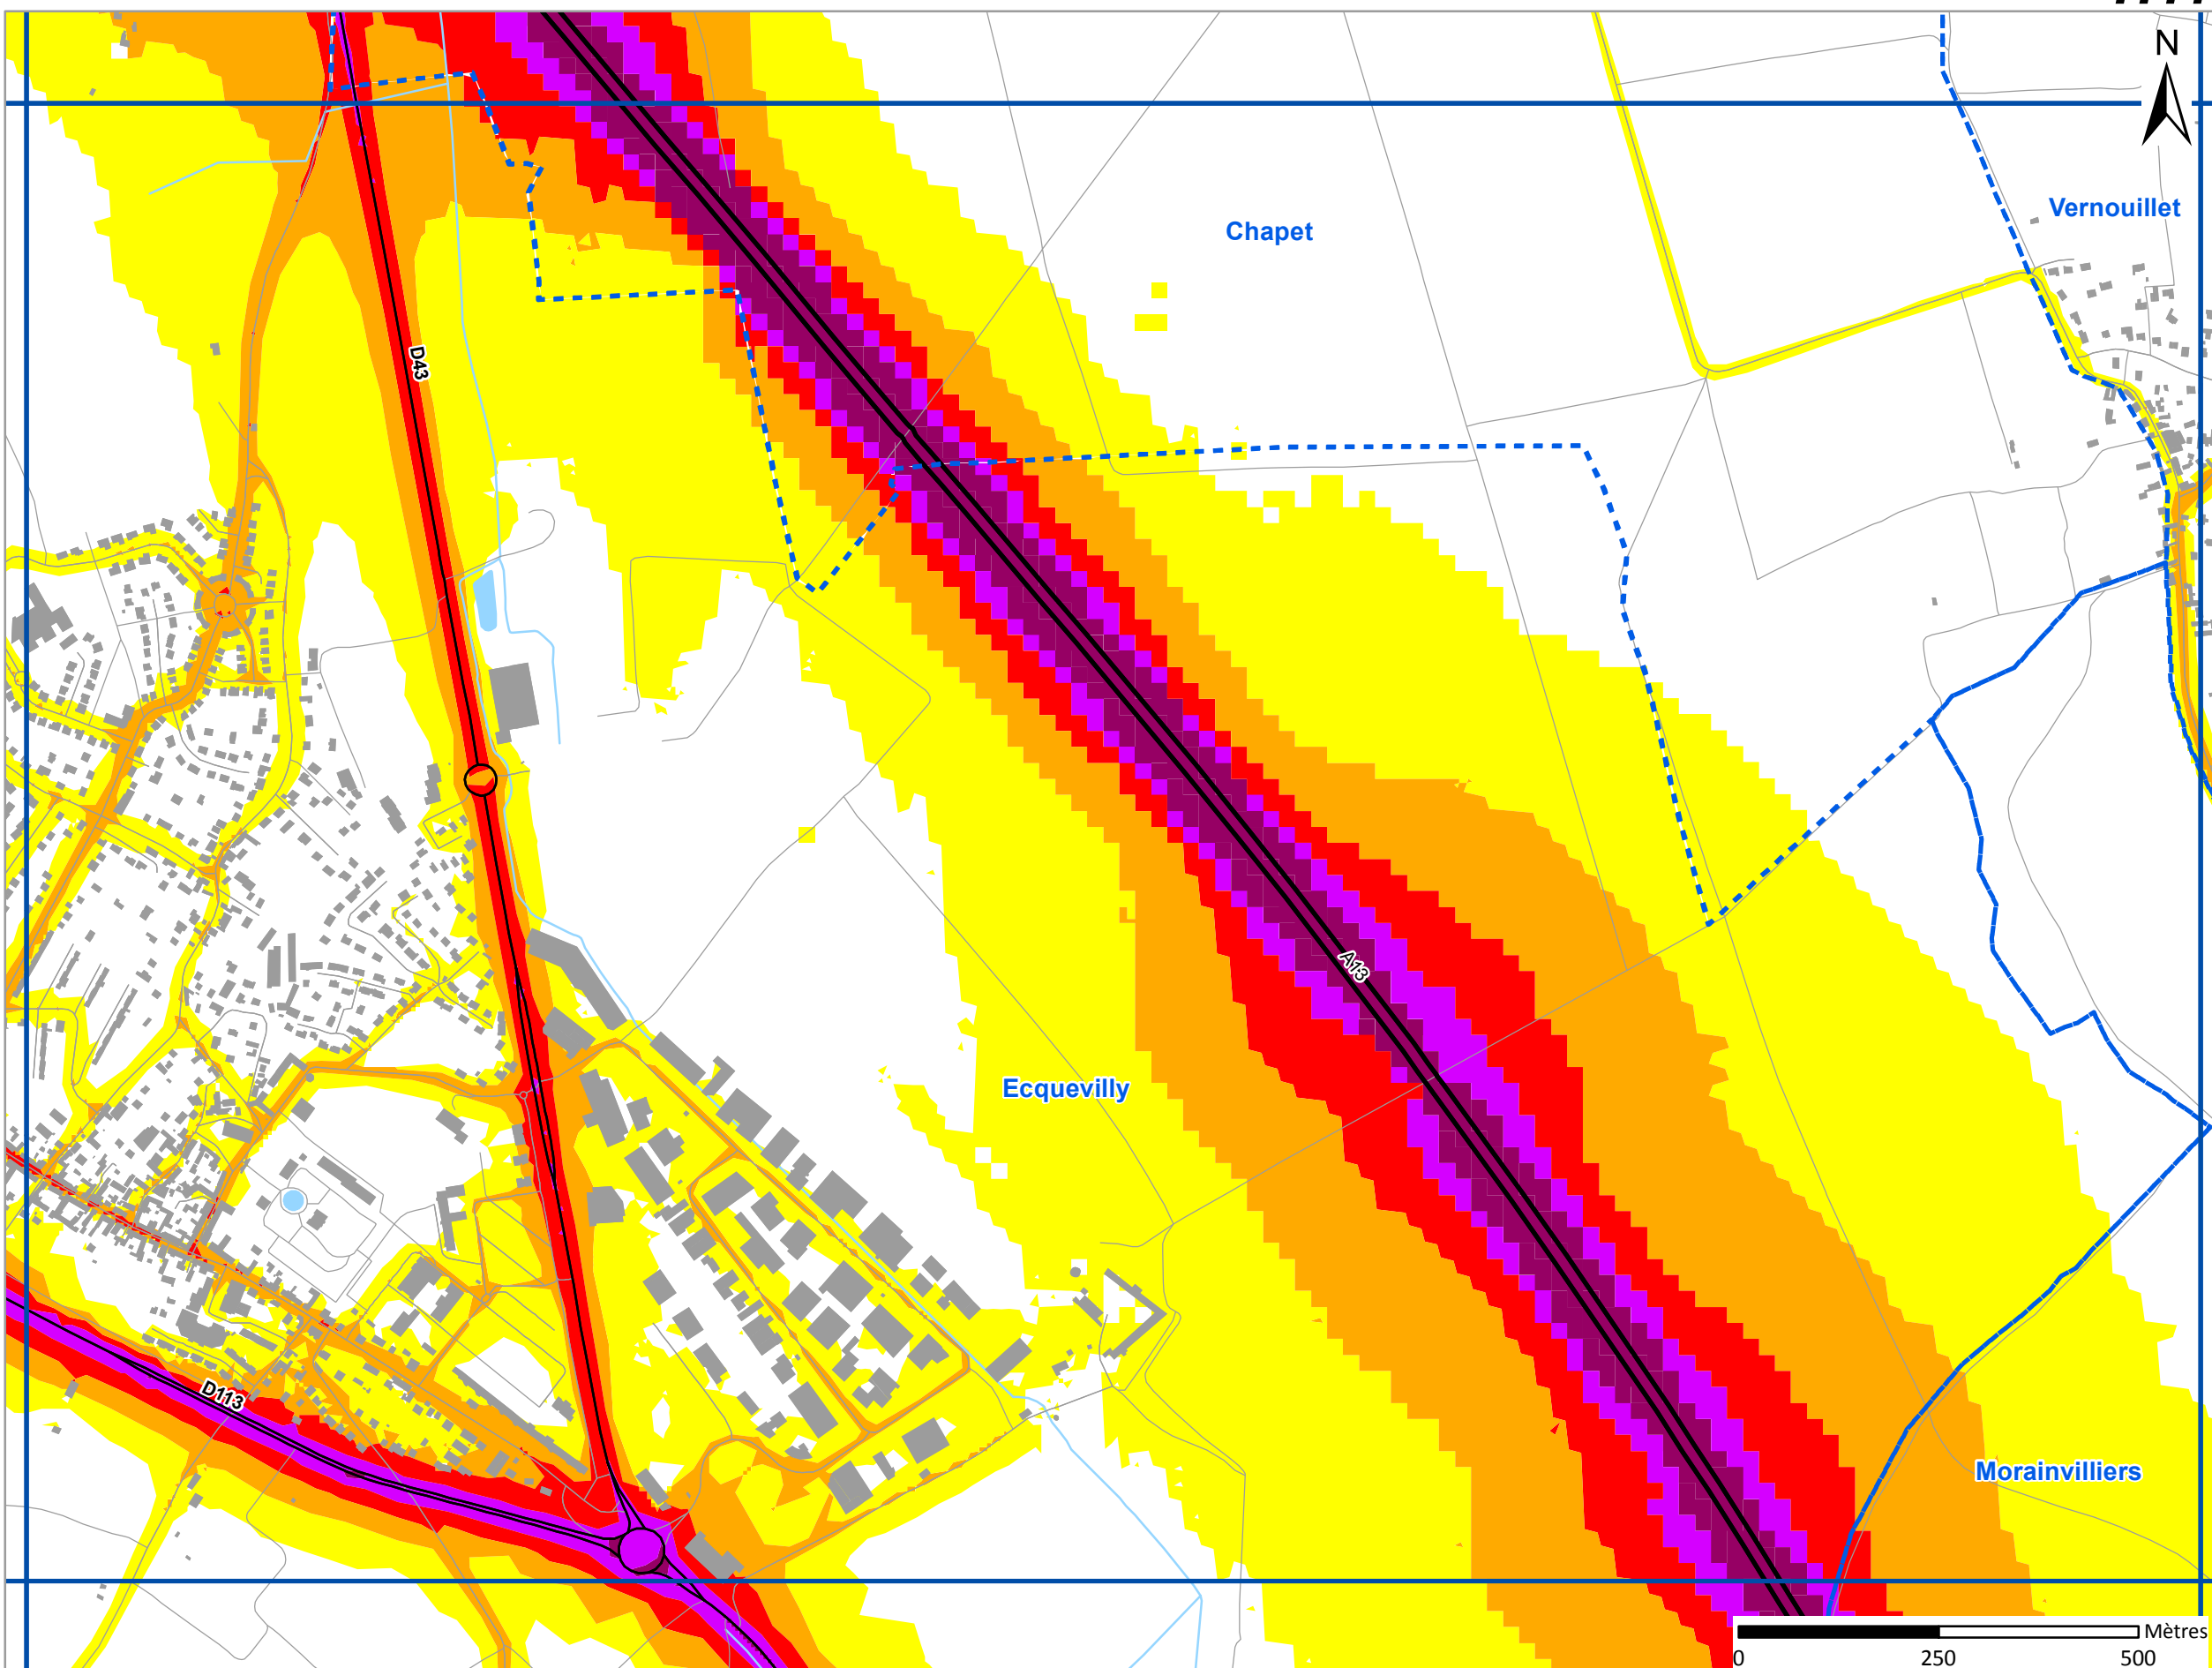 N
Vernouillet
Chapet
D43
A13
Ecquevilly
D113
Morainvilliers
Mètres
0 250 500